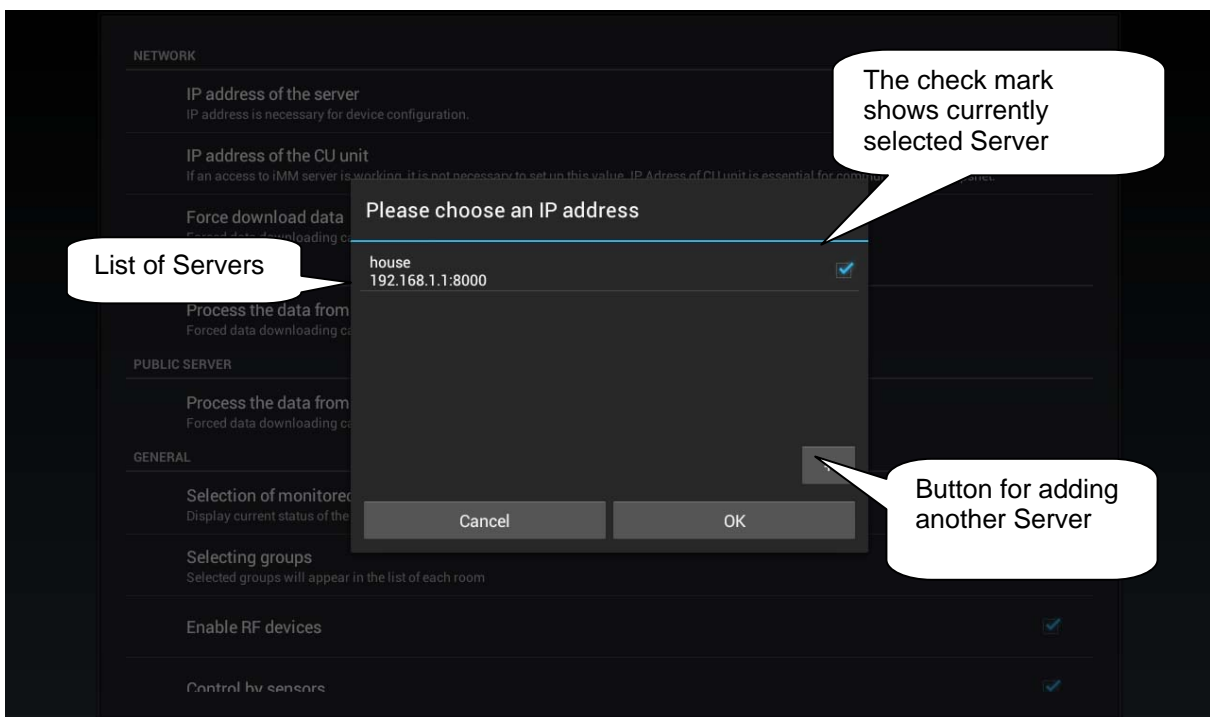 NETWORK
The check mark
shows currently
selected Server
IP address of the server
IP address is necessary for device configuration.
IP address of the CU unit
If an access to iMM server is working, it is not necessary to set up this value. IP Adress of CU unit is essential for
Please choose an IP address
Force download data
Forced data downloading
List of Servers
house
192.168.1.1:8000
Process the data from
Forced data downloading
PUBLIC SERVER
Process the data from
Forced data downloading
GENERAL
Button for adding
another Server
Selection of monitored
Display current status of the
Cancel
OK
Selecting groups
Selected groups will appear in the list of each room
Enable RF devices
Control by sensors